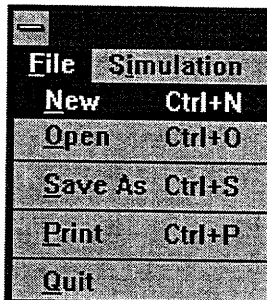 File Simulation
New Ctrl+N
Open Ctrl+O
Save As Ctrl+S
Print Ctrl+P
Quit